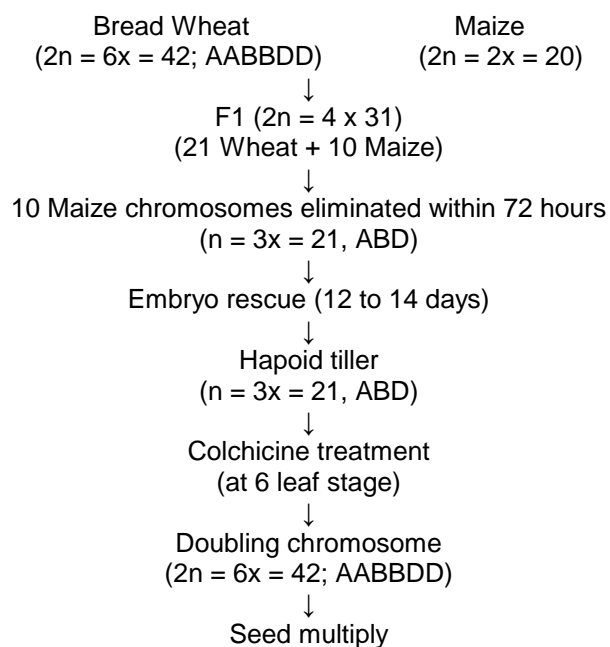 Bread Wheat Maize
(2n = 6x = 42; AABBDD) (2n = 2x = 20)
↓
F1 (2n = 4 x 31)
(21 Wheat + 10 Maize)
↓
10 Maize chromosomes eliminated within 72 hours
(n = 3x = 21, ABD)
↓
Embryo rescue (12 to 14 days)
↓
Hapoid tiller
(n = 3x = 21, ABD)
↓
Colchicine treatment
(at 6 leaf stage)
↓
Doubling chromosome
(2n = 6x = 42; AABBDD)
↓
Seed multiply